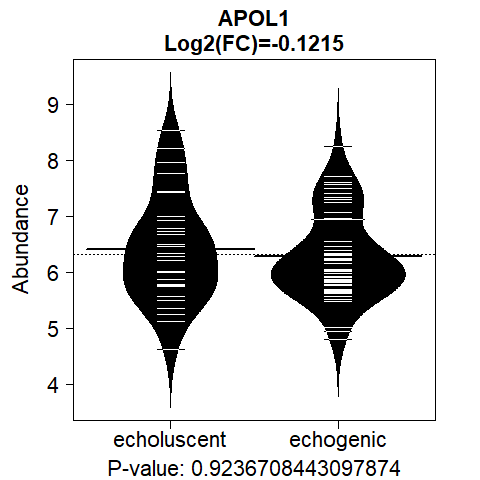 APOL1
Log2(FC)=-0.1215
Abundance
9
8
7
6
5
4
echoluscent echogenic
P-value: 0.9236708443097874